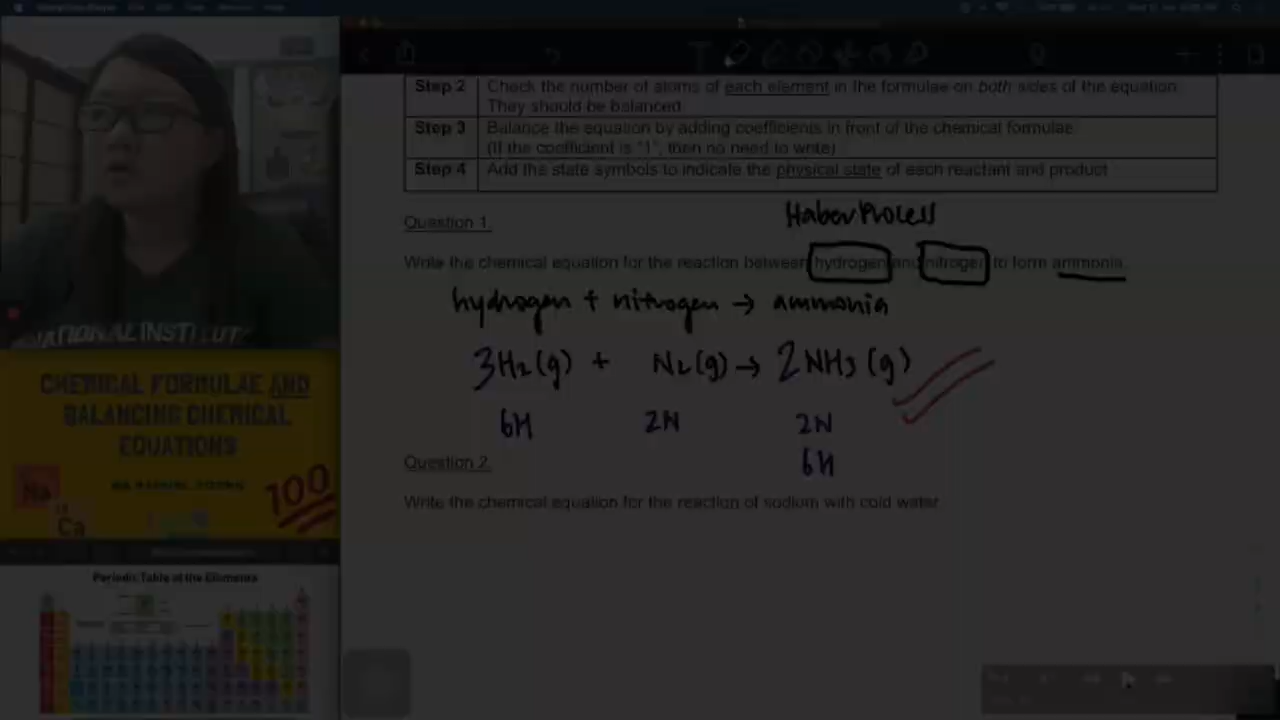 Step 2 Check the number of atoms of each element in the formulae on both sides of the equation.
They should be balanced.
Step 3 Balance the equation by adding coefficients in front of the chemical formulae.
(If the coefficient is "1", then no need to write)
Step 4 Add the state symbols to indicate the physical state of each reactant and product
Haber Process
Question 1.
Write the chemical equation for the reaction between hydrogen and nitrogen to form ammonia.
hydrogen + nitrogen → ammonia
3H₂(g) + N₂(g) → 2NH₃(g)
6H 2N 2N
6H
Question 2.
Write the chemical equation for the reaction of sodium with cold water.
ATIONAL INSTITUT
CHEMICAL FORMULAE AND
BALANCING CHEMICAL
EQUATIONS
100
Na
Ca
Periodic Table of the Elements